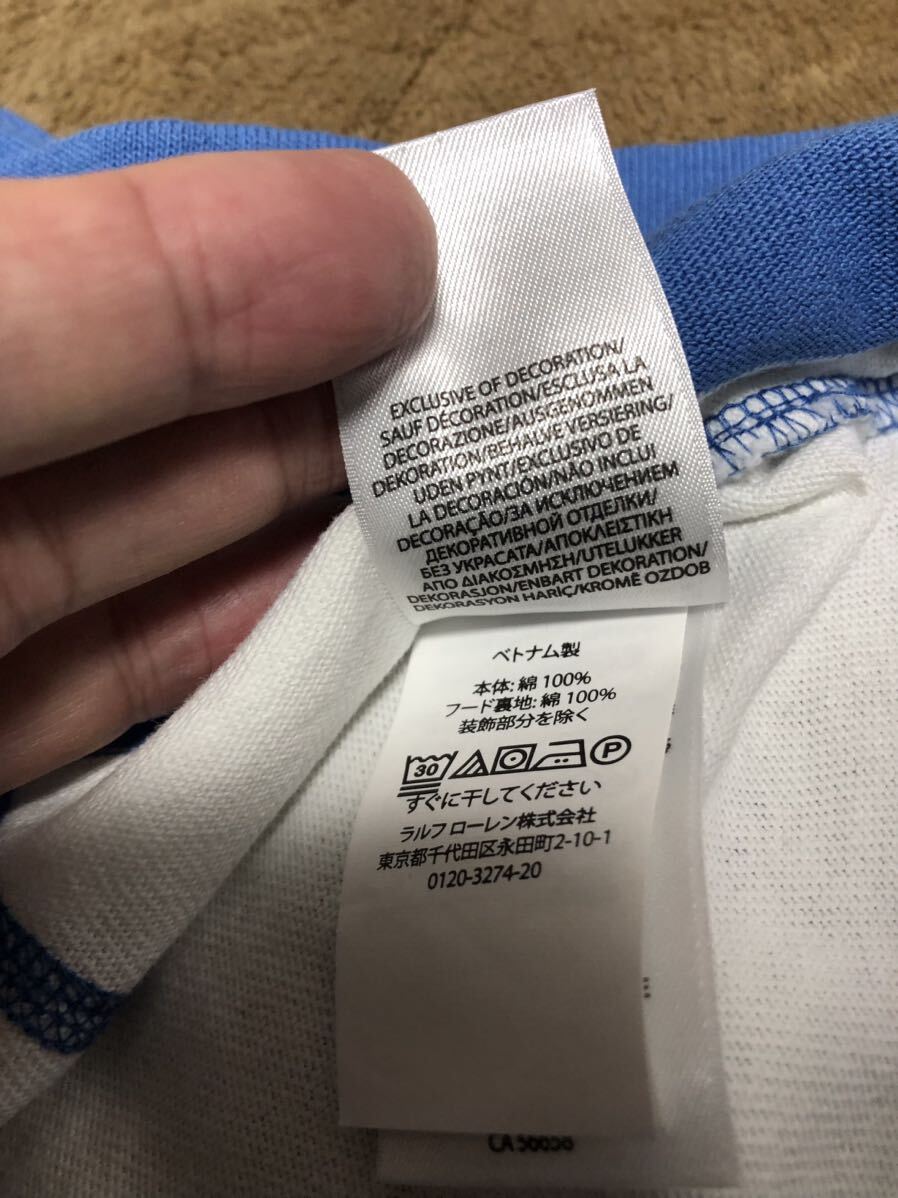 EXCLUSIVE OF DECORATION/
SAUF DÉCORATION/ESCLUSA LA
DECORAZIONE/AUSGENOMMEN
DEKORATION/BEHALVE VERSIERING/
UDEN PYNT/EXCLUSIVO DE
LA DECORACIÓN/NÃO INCLUI
DECORAÇÃO/ЗА ИСКЛЮЧЕНИЕМ
ДЕКОРАТИВНОЙ ОТДЕЛКИ/
БЕЗ УКРАСАТА/ΑΠΟΚΛΕΙΣΤΙΚΗ
ΑΠΟ ΔΙΑΚΟΣΜΗΣΗ/UTELUKKER
DEKORASJON/ENBART DEKORATION/
DEKORASYON HARİÇ/KROMĚ OZDOB
ベトナム製
本体: 綿 100%
フード裏地: 綿 100%
装飾部分を除く
30 P
すぐに干してください
ラルフ ローレン株式会社
東京都千代田区永田町2-10-1
0120-3274-20